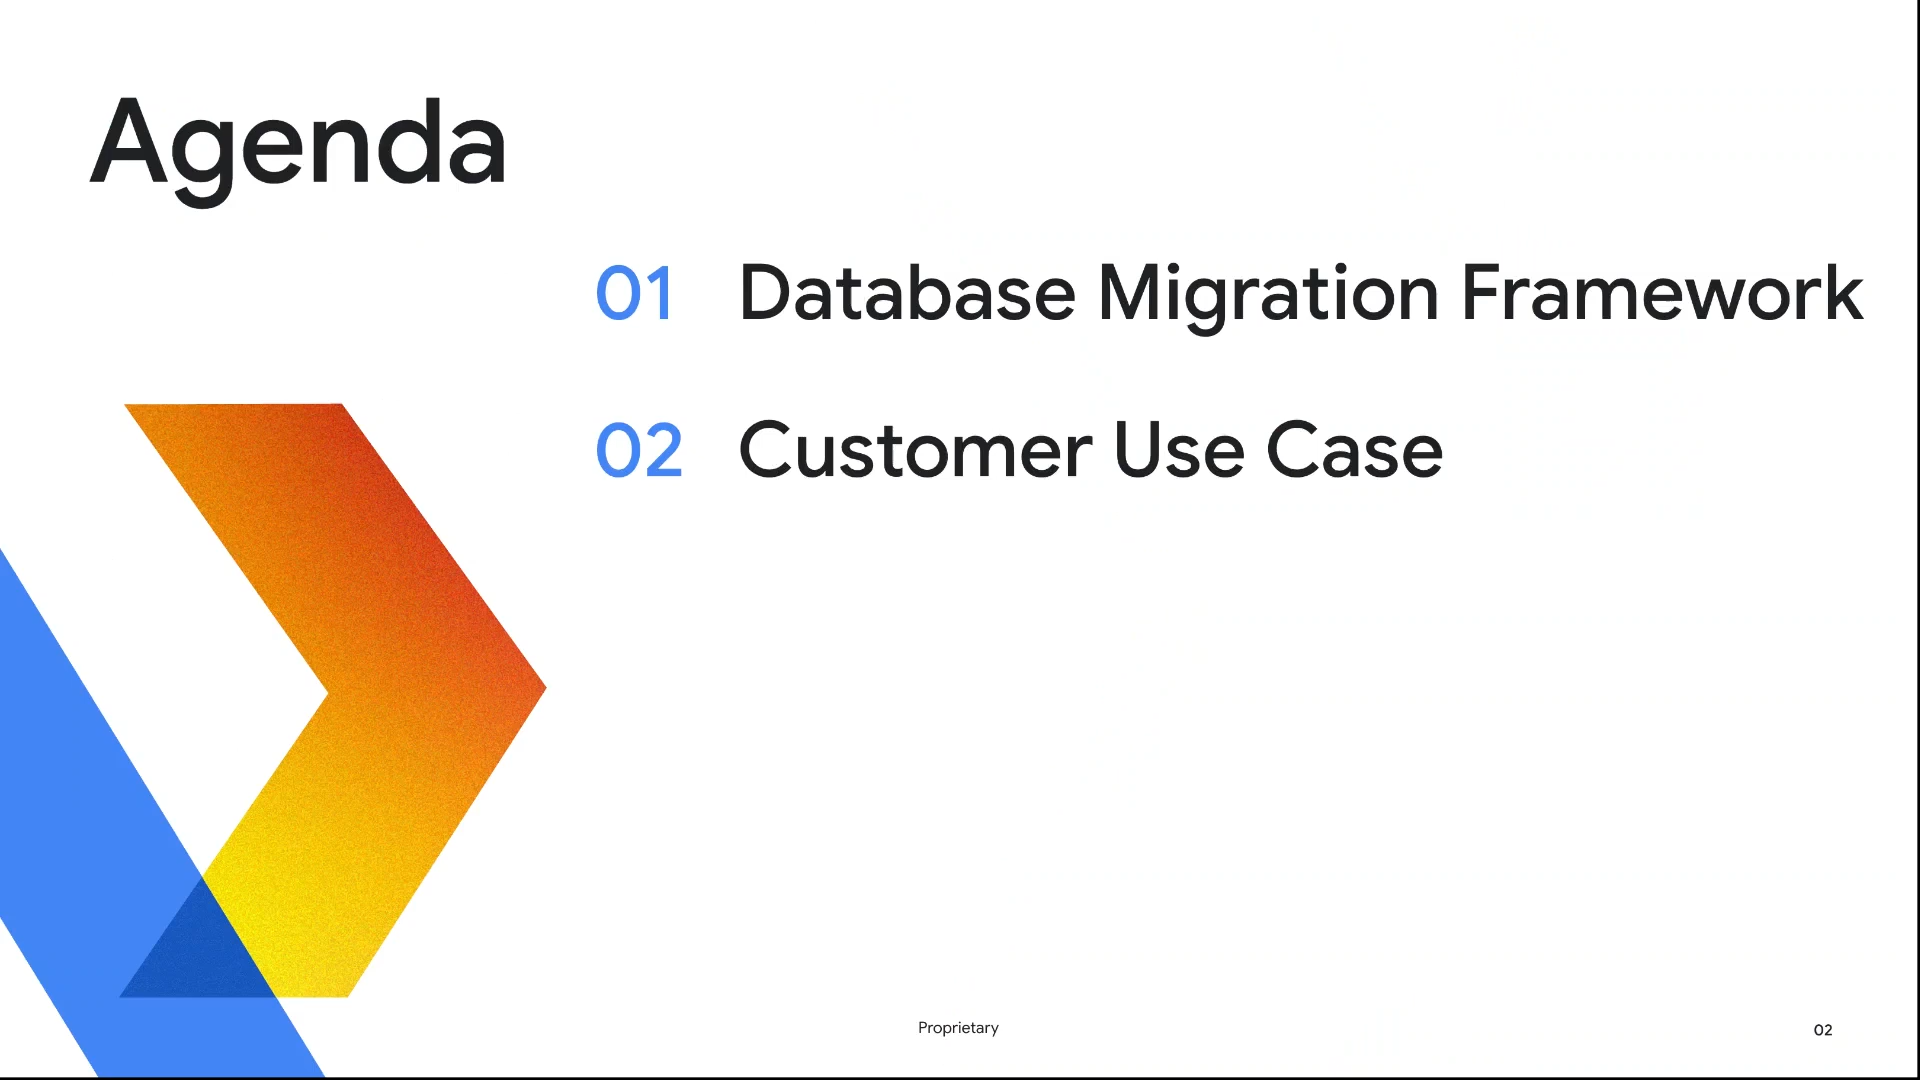 Agenda
01 Database Migration Framework
02 Customer Use Case
Proprietary
02